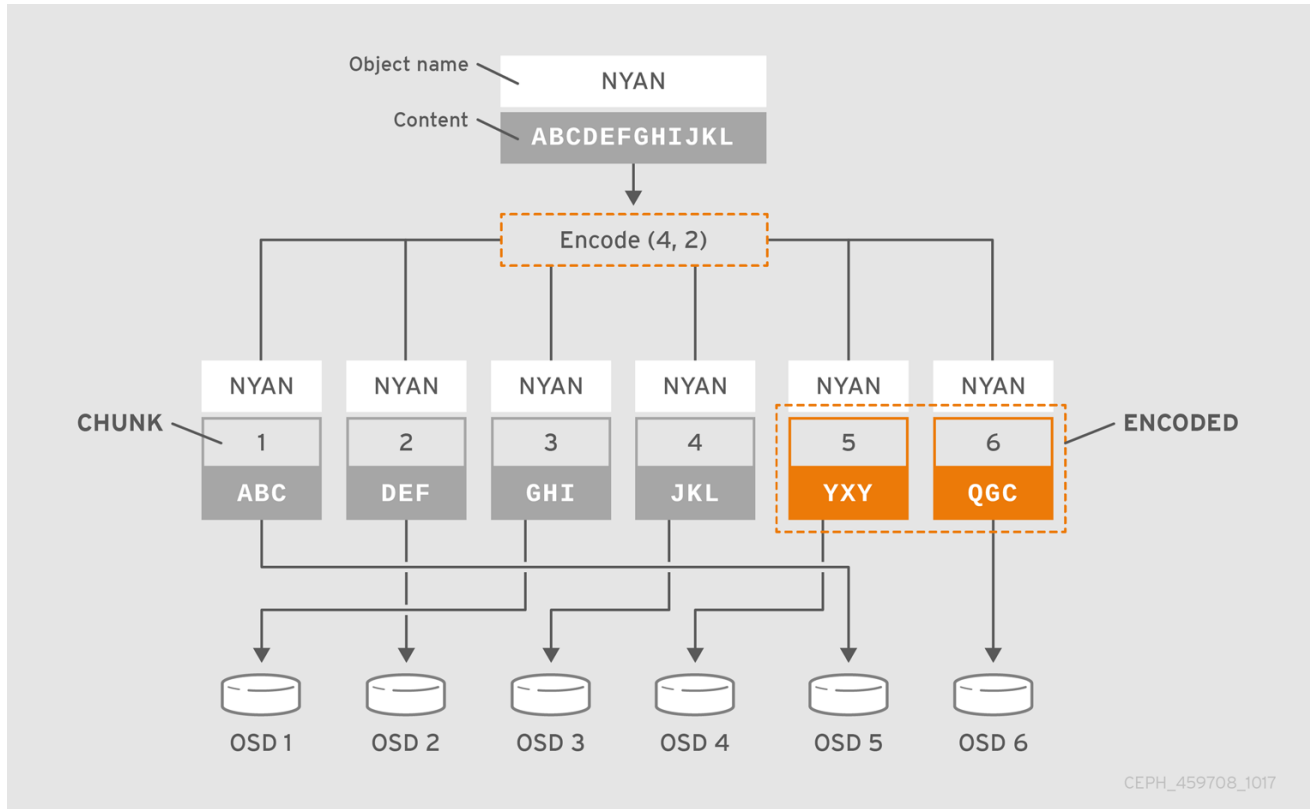 Object name
NYAN
Content
ABCDEFGHIJKL
Encode (4, 2)
NYAN NYAN NYAN NYAN NYAN NYAN
CHUNK 1 2 3 4 5 6 ENCODED
ABC DEF GHI JKL YXY QGC
OSD 1 OSD 2 OSD 3 OSD 4 OSD 5 OSD 6
CEPH_459708_1017